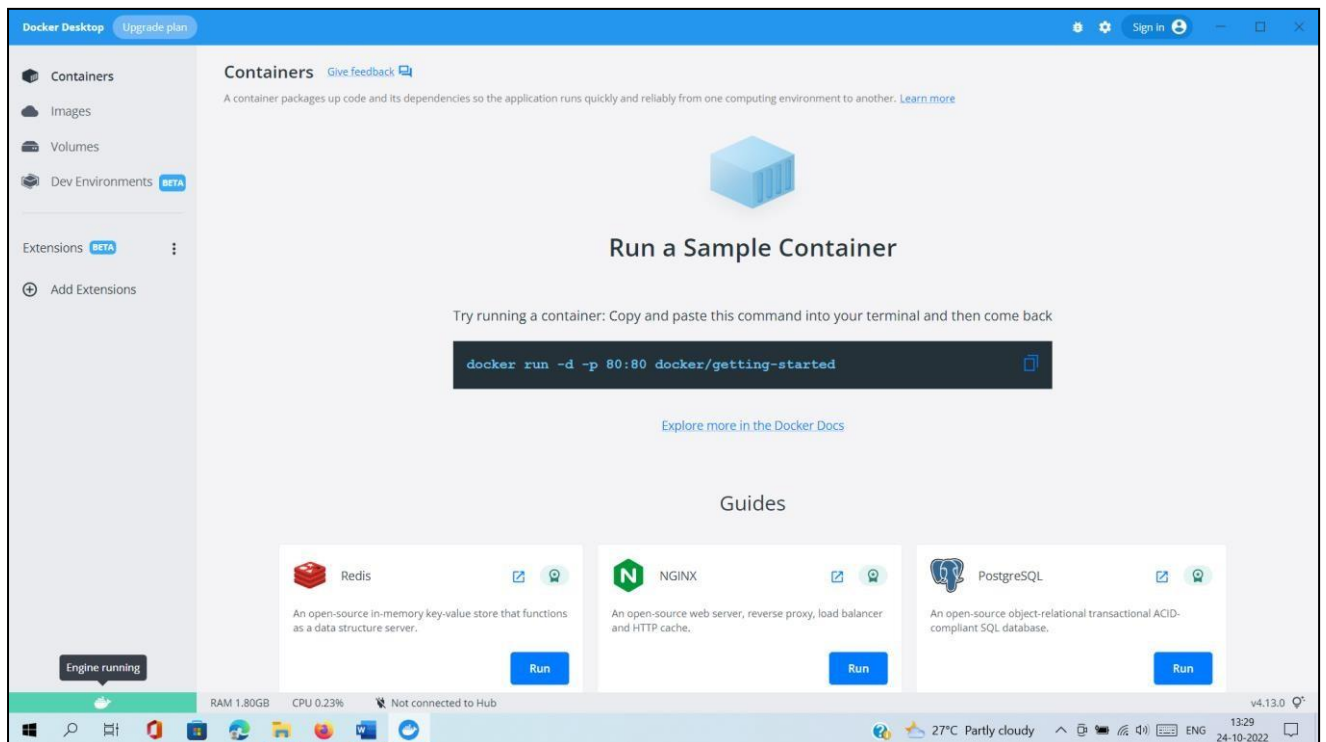 Docker Desktop Upgrade plan Sign in
Containers
Images
Volumes
Dev Environments BETA
Extensions BETA
Add Extensions
Containers Give feedback
A container packages up code and its dependencies so the application runs quickly and reliably from one computing environment to another. Learn more
Run a Sample Container
Try running a container: Copy and paste this command into your terminal and then come back
docker run -d -p 80:80 docker/getting-started
Explore more in the Docker Docs
Guides
Redis
An open-source in-memory key-value store that functions
as a data structure server.
Run
NGINX
An open-source web server, reverse proxy, load balancer
and HTTP cache.
Run
PostgreSQL
An open-source object-relational transactional ACID-
compliant SQL database.
Run
Engine running
RAM 1.80GB CPU 0.23% Not connected to Hub v4.13.0
27°C Partly cloudy ENG 13:29
24-10-2022